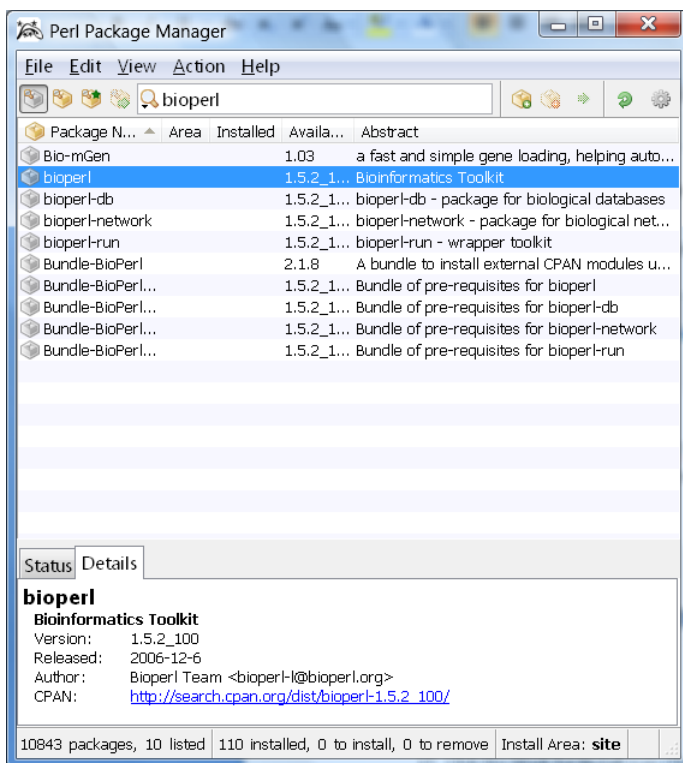 Perl Package Manager
File Edit View Action Help
bioperl
Package N... Area Installed Availa... Abstract
Bio-mGen 1.03 a fast and simple gene loading, helping auto...
bioperl 1.5.2_1... Bioinformatics Toolkit
bioperl-db 1.5.2_1... bioperl-db - package for biological databases
bioperl-network 1.5.2_1... bioperl-network - package for biological net...
bioperl-run 1.5.2_1... bioperl-run - wrapper toolkit
Bundle-BioPerl 2.1.8 A bundle to install external CPAN modules u...
Bundle-BioPerl... 1.5.2_1... Bundle of pre-requisites for bioperl
Bundle-BioPerl... 1.5.2_1... Bundle of pre-requisites for bioperl-db
Bundle-BioPerl... 1.5.2_1... Bundle of pre-requisites for bioperl-network
Bundle-BioPerl... 1.5.2_1... Bundle of pre-requisites for bioperl-run
Status Details
bioperl
Bioinformatics Toolkit
Version: 1.5.2_100
Released: 2006-12-6
Author: Bioperl Team <bioperl-l@bioperl.org>
CPAN: http://search.cpan.org/dist/bioperl-1.5.2_100/
10843 packages, 10 listed 110 installed, 0 to install, 0 to remove Install Area: site